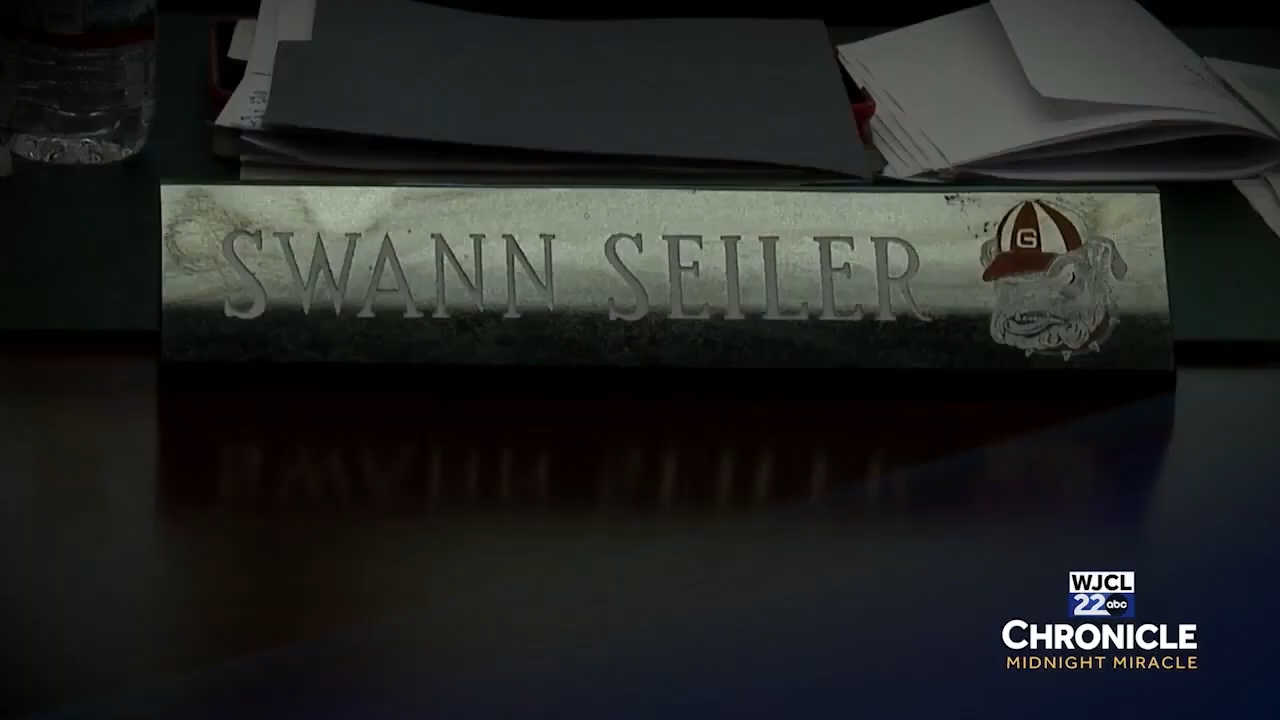 SWANN SEILER
G
WJCL
22 abc
CHRONICLE
MIDNIGHT MIRACLE